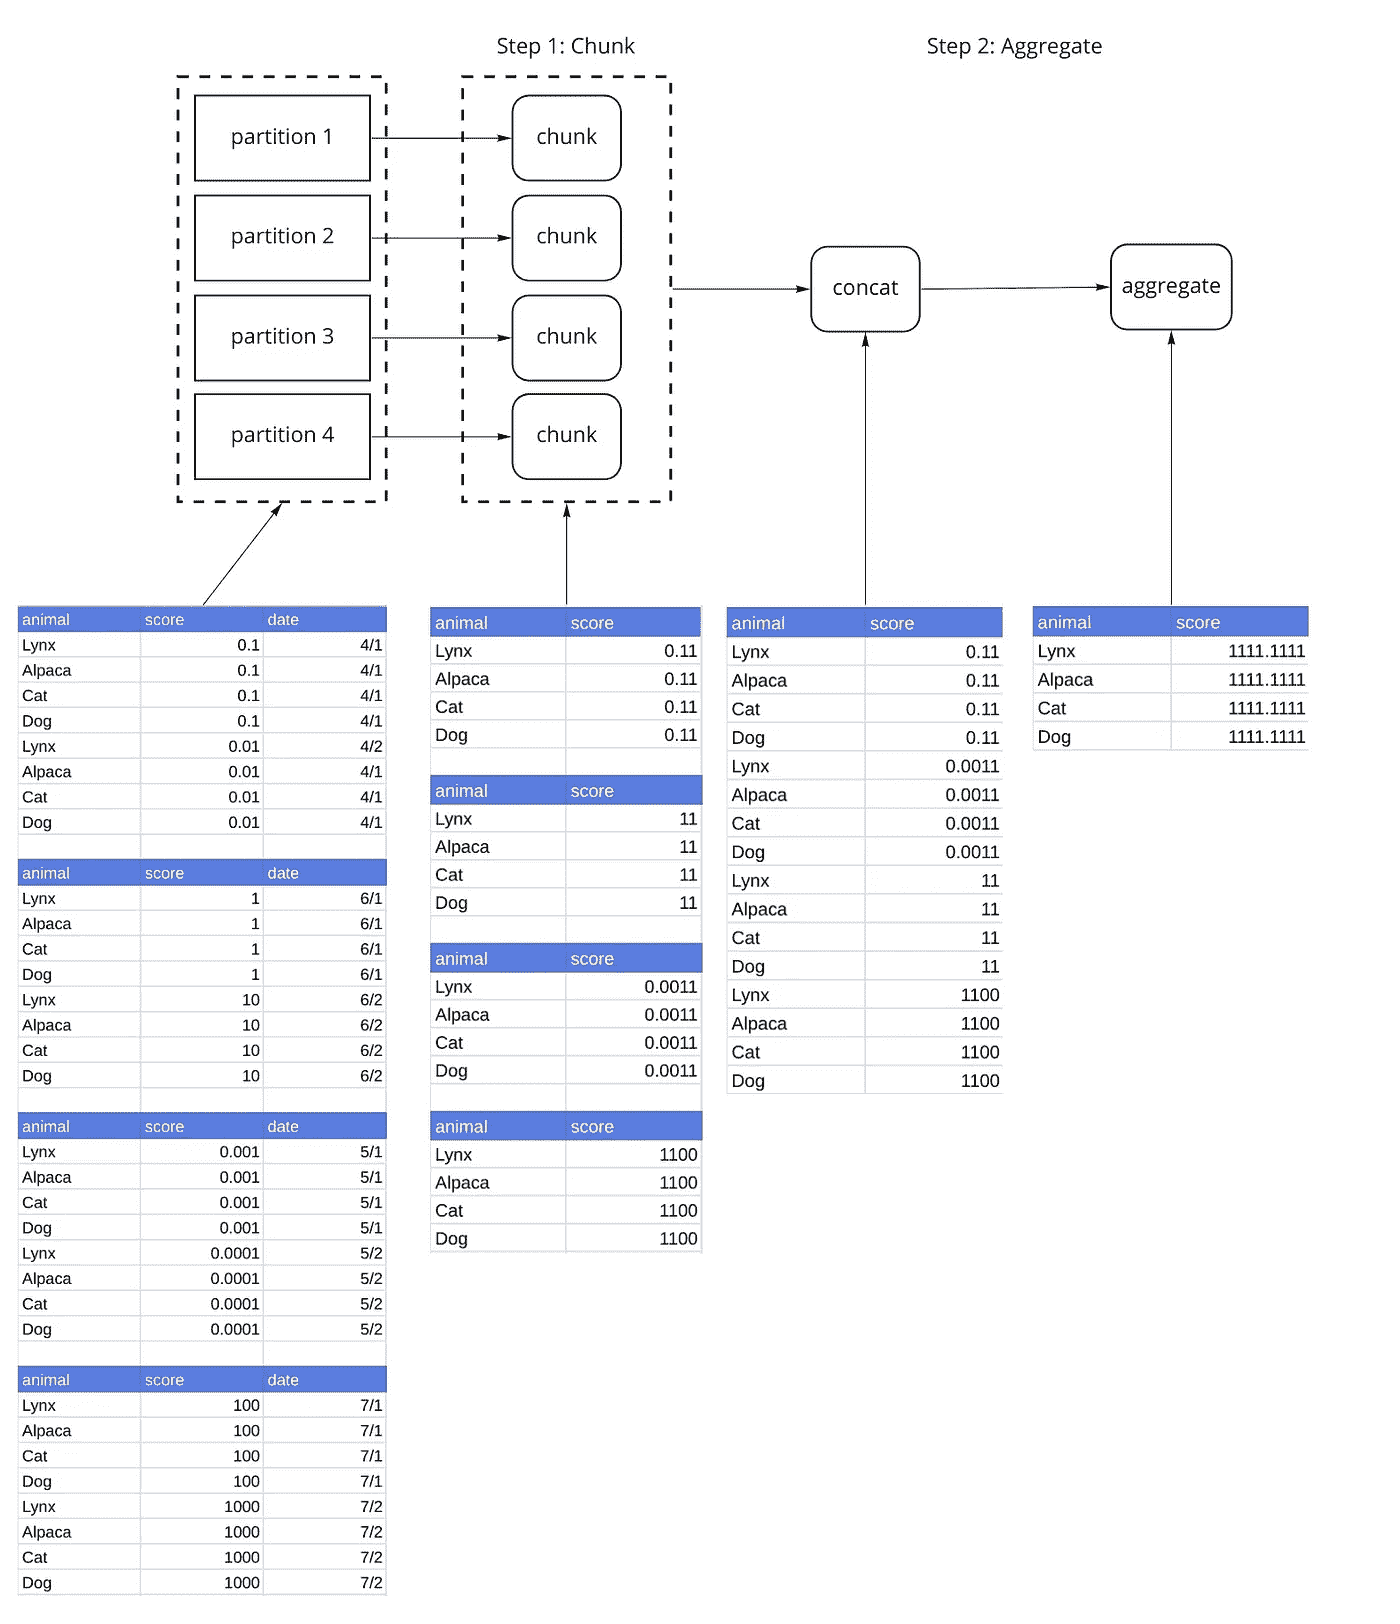 Step 1: Chunk
Step 2: Aggregate
partition 1
chunk
partition 2
chunk
partition 3
chunk
partition 4
chunk
concat
aggregate
animal score date
Lynx 0.1 4/1
Alpaca 0.1 4/1
Cat 0.1 4/1
Dog 0.1 4/1
Lynx 0.01 4/2
Alpaca 0.01 4/1
Cat 0.01 4/1
Dog 0.01 4/1
animal score date
Lynx 1 6/1
Alpaca 1 6/1
Cat 1 6/1
Dog 1 6/1
Lynx 10 6/2
Alpaca 10 6/2
Cat 10 6/2
Dog 10 6/2
animal score date
Lynx 0.001 5/1
Alpaca 0.001 5/1
Cat 0.001 5/1
Dog 0.001 5/1
Lynx 0.0001 5/2
Alpaca 0.0001 5/2
Cat 0.0001 5/2
Dog 0.0001 5/2
animal score date
Lynx 100 7/1
Alpaca 100 7/1
Cat 100 7/1
Dog 100 7/1
Lynx 1000 7/2
Alpaca 1000 7/2
Cat 1000 7/2
Dog 1000 7/2
animal score
Lynx 0.11
Alpaca 0.11
Cat 0.11
Dog 0.11
animal score
Lynx 11
Alpaca 11
Cat 11
Dog 11
animal score
Lynx 0.0011
Alpaca 0.0011
Cat 0.0011
Dog 0.0011
animal score
Lynx 1100
Alpaca 1100
Cat 1100
Dog 1100
animal score
Lynx 0.11
Alpaca 0.11
Cat 0.11
Dog 0.11
Lynx 0.0011
Alpaca 0.0011
Cat 0.0011
Dog 0.0011
Lynx 11
Alpaca 11
Cat 11
Dog 11
Lynx 1100
Alpaca 1100
Cat 1100
Dog 1100
animal score
Lynx 1111.1111
Alpaca 1111.1111
Cat 1111.1111
Dog 1111.1111